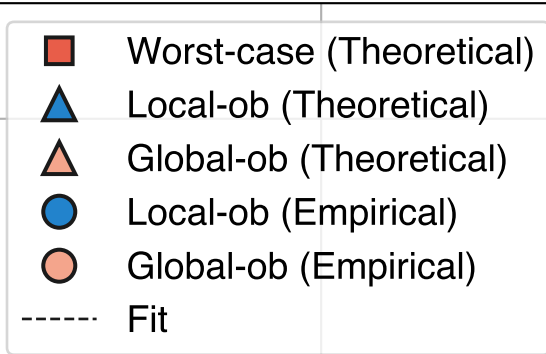 Worst-case (Theoretical)
Local-ob (Theoretical)
Global-ob (Theoretical)
Local-ob (Empirical)
Global-ob (Empirical)
Fit